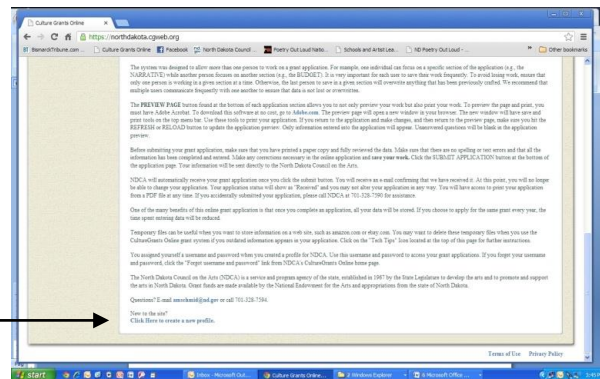 Culture Grants Online
https://northdakota.cgweb.org
BismarckTribune.com ... Culture Grants Online Facebook North Dakota Council ... Poetry Out Loud Natio... Schools and Artist Lea... ND Poetry Out Loud - ... Other bookmarks
The system was designed to allow more than one person to work on a grant application. For example, one individual can focus on a specific section of the application (e.g., the
NARRATIVE) while another person focuses on another section (e.g., the BUDGET). It is very important for each user to save their work frequently. To avoid losing work, ensure that
only one person is working in a given section at a time. Otherwise, the last person to save in a given section will overwrite anything that has been previously crafted. We recommend that
multiple users communicate frequently with one another to ensure that data is not lost or overwritten.
The PREVIEW PAGE button found at the bottom of each application section allows you to not only preview your work but also print your work. To preview the page and print, you
must have Adobe Acrobat. To download this software at no cost, go to Adobe.com. The preview page will open a new window in your browser. The new window will have save and
print tools on the top menu bar. Use these tools to print your application. If you return to the application and make changes, and then return to the preview page, make sure you hit the
REFRESH or RELOAD button to update the application preview. Only information entered into the application will appear. Unanswered questions will be blank in the application
preview.
Before submitting your grant application, make sure that you have printed a paper copy and fully reviewed the data. Make sure that there are no spelling or text errors and that all the
information has been completed and entered. Make any corrections necessary in the online application and save your work. Click the SUBMIT APPLICATION button at the bottom of
the application page. Your information will be sent directly to the North Dakota Council on the Arts.
NDCA will automatically receive your grant application once you click the submit button. You will receive an e-mail confirming that we have received it. At this point, you will no longer
be able to change your application. Your application status will show as "Received" and you may not alter your application in any way. You will have access to print your application
from a PDF file at any time. If you accidentally submitted your application, please call NDCA at 701-328-7590 for assistance.
One of the many benefits of this online grant application is that once you complete an application, all your data will be stored. If you choose to apply for the same grant every year, the
time spent entering data will be reduced.
Temporary files can be useful when you want to store information on a web site, such as amazon.com or ebay.com. You may want to delete these temporary files when you use the
CultureGrants Online grant system if you outdated information appears in your application. Click on the "Tech Tips" Icon located at the top of this page for further instructions.
You assigned yourself a username and password when you created a profile for NDCA. Use this username and password to access your grant applications. If you forget your username
and password, click the "Forgot username and password" link from NDCA's CultureGrants Online home page.
The North Dakota Council on the Arts (NDCA) is a service and program agency of the state, established in 1967 by the State Legislature to develop the arts and to promote and support
the arts in North Dakota. Grant funds are made available by the National Endowment for the Arts and appropriations from the state of North Dakota.
Questions? E-mail or call 701-328-7594.
New to the site?
Click Here to create a new profile.
Terms of Use Privacy Policy
start Inbox - Microsoft Out... Culture Grants Online... 2 Windows Explorer 6 Microsoft Office ... 3:45 PM